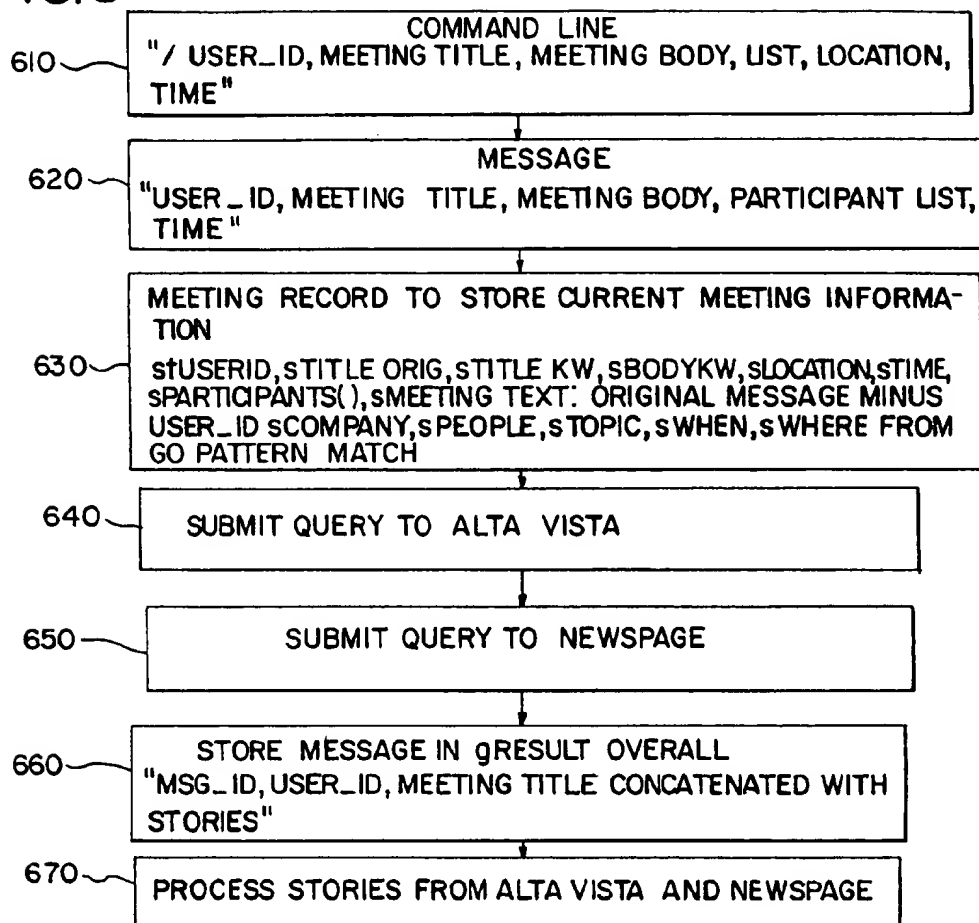 610
COMMAND LINE
"/ USER_ID, MEETING TITLE, MEETING BODY, LIST, LOCATION,
TIME"
620
MESSAGE
"USER_ID, MEETING TITLE, MEETING BODY, PARTICIPANT LIST,
TIME"
630
MEETING RECORD TO STORE CURRENT MEETING INFORMA-
TION
stUSERID, sTITLE ORIG, sTITLE KW, sBODYKW, sLOCATION, sTIME,
sPARTICIPANTS(), sMEETING TEXT: ORIGINAL MESSAGE MINUS
USER_ID sCOMPANY, sPEOPLE, sTOPIC, sWHEN, sWHERE FROM
GO PATTERN MATCH
640
SUBMIT QUERY TO ALTA VISTA
650
SUBMIT QUERY TO NEWSPAGE
660
STORE MESSAGE IN gRESULT OVERALL
"MSG_ID, USER_ID, MEETING TITLE CONCATENATED WITH
STORIES"
670
PROCESS STORIES FROM ALTA VISTA AND NEWSPAGE